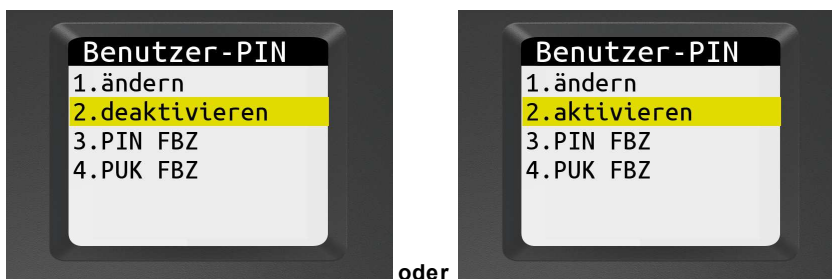 Benutzer-PIN
1.ändern
2.deaktivieren
3.PIN FBZ
4.PUK FBZ
oder
Benutzer-PIN
1.ändern
2.aktivieren
3.PIN FBZ
4.PUK FBZ